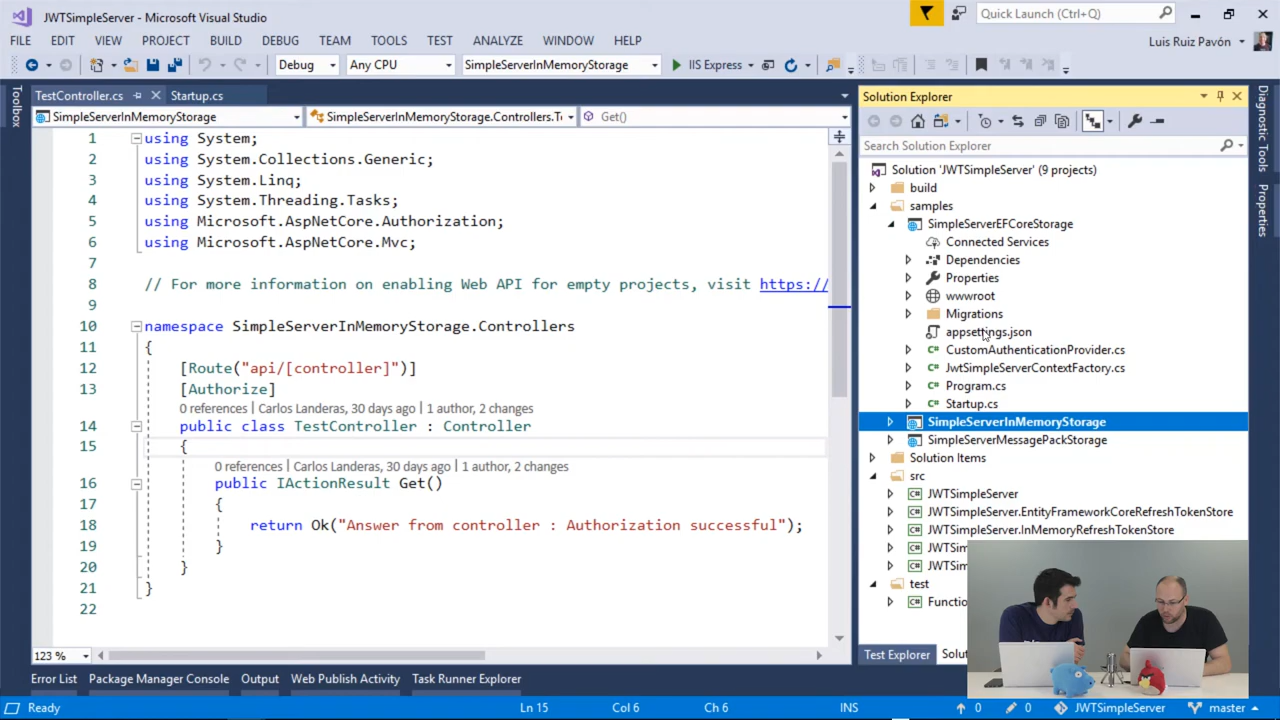 JWTSimpleServer - Microsoft Visual Studio
Quick Launch (Ctrl+Q)
FILE EDIT VIEW PROJECT BUILD DEBUG TEAM TOOLS TEST ANALYZE WINDOW HELP
Luis Ruiz Pavón
Debug Any CPU SimpleServerInMemoryStorage IIS Express
Toolbox
TestController.cs Startup.cs
SimpleServerInMemoryStorage SimpleServerInMemoryStorage.Controllers.T Get()
1 using System;
2 using System.Collections.Generic;
3 using System.Linq;
4 using System.Threading.Tasks;
5 using Microsoft.AspNetCore.Authorization;
6 using Microsoft.AspNetCore.Mvc;
7
8 // For more information on enabling Web API for empty projects, visit https://
9
10 namespace SimpleServerInMemoryStorage.Controllers
11 {
12 [Route("api/[controller]")]
13 [Authorize]
0 references | Carlos Landeras, 30 days ago | 1 author, 2 changes
14 public class TestController : Controller
15 {
0 references | Carlos Landeras, 30 days ago | 1 author, 2 changes
16 public IActionResult Get()
17 {
18 return Ok("Answer from controller : Authorization successful");
19 }
20 }
21 }
22
123 %
Solution Explorer
Search Solution Explorer
Solution 'JWTSimpleServer' (9 projects)
build
samples
SimpleServerEFCoreStorage
Connected Services
Dependencies
Properties
wwwroot
Migrations
appsettings.json
CustomAuthenticationProvider.cs
JwtSimpleServerContextFactory.cs
Program.cs
Startup.cs
SimpleServerInMemoryStorage
SimpleServerMessagePackStorage
Solution Items
src
JWTSimpleServer
JWTSimpleServer.EntityFrameworkCoreRefreshTokenStore
JWTSimpleServer.InMemoryRefreshTokenStore
JWTSim
JWTSim
test
Functio
Test Explorer Solu
Diagnostic Tools
Properties
Error List Package Manager Console Output Web Publish Activity Task Runner Explorer
Ready Ln 15 Col 6 Ch 6 INS 0 0 JWTSimpleServer master